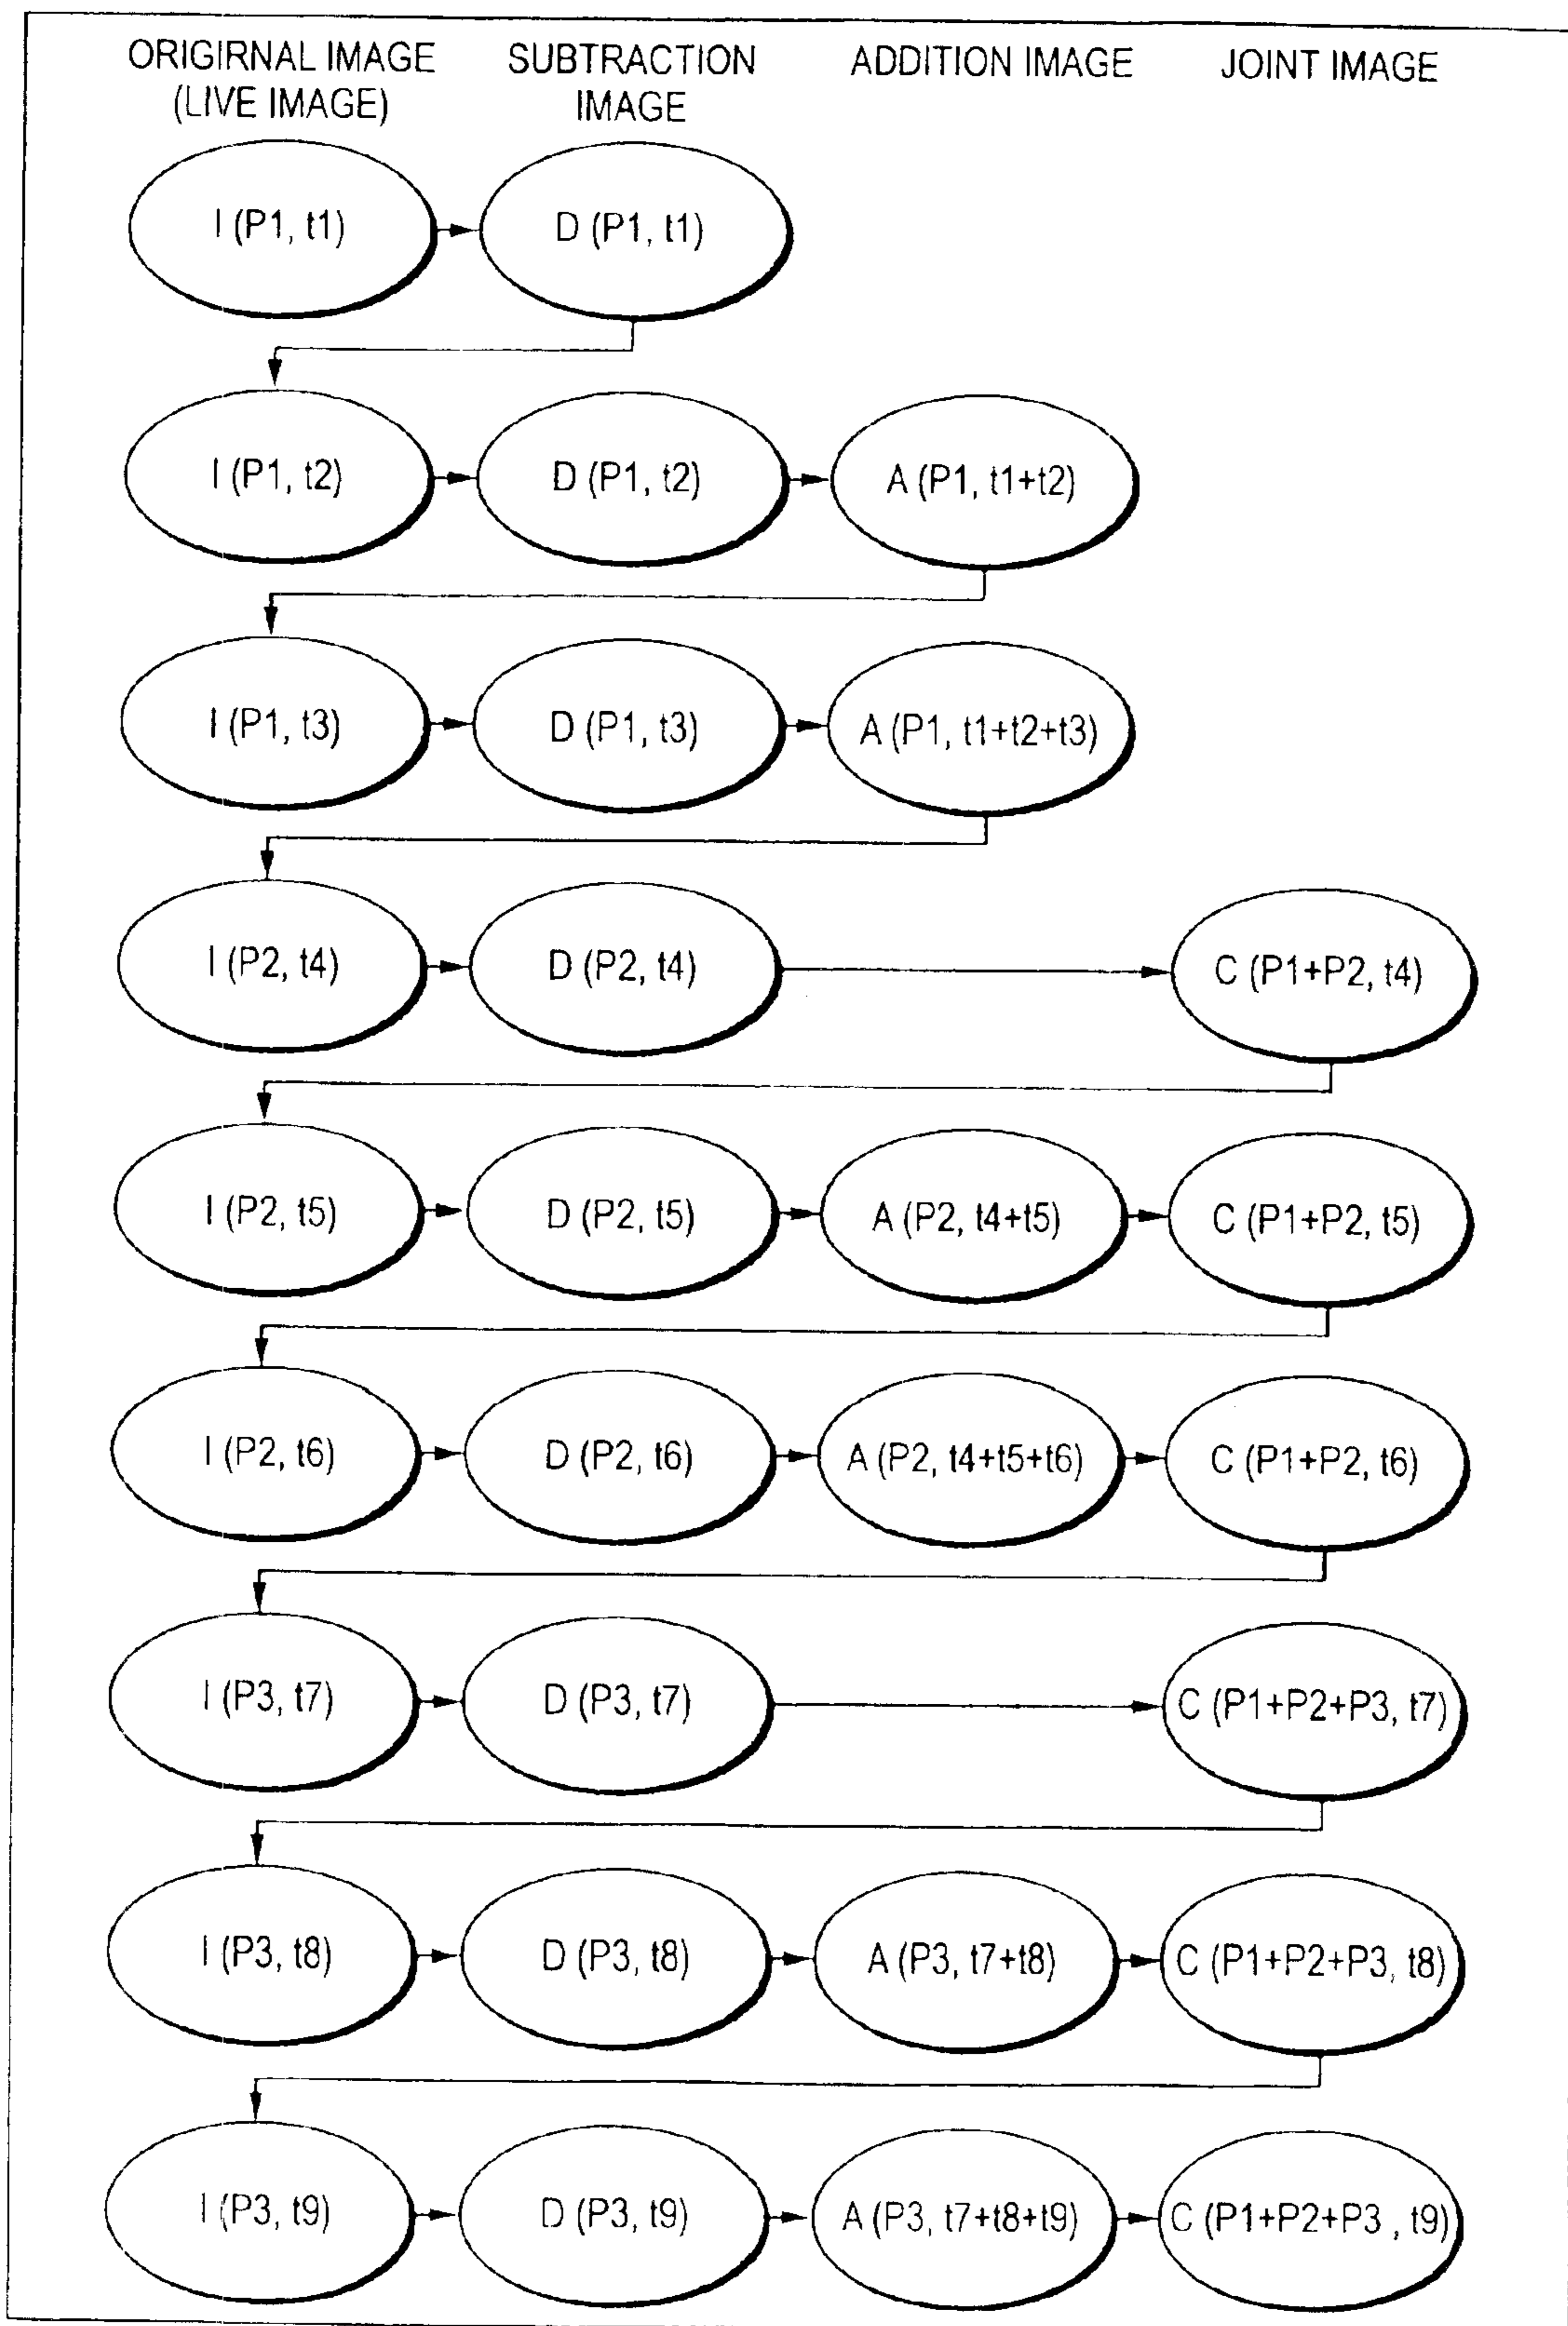 ORIGIRNAL IMAGE
(LIVE IMAGE)
SUBTRACTION
IMAGE
ADDITION IMAGE
JOINT IMAGE
I (P1, t1)
D (P1, t1)
I (P1, t2)
D (P1, t2)
A (P1, t1+t2)
I (P1, t3)
D (P1, t3)
A (P1, t1+t2+t3)
I (P2, t4)
D (P2, t4)
C (P1+P2, t4)
I (P2, t5)
D (P2, t5)
A (P2, t4+t5)
C (P1+P2, t5)
I (P2, t6)
D (P2, t6)
A (P2, t4+t5+t6)
C (P1+P2, t6)
I (P3, t7)
D (P3, t7)
C (P1+P2+P3, t7)
I (P3, t8)
D (P3, t8)
A (P3, t7+t8)
C (P1+P2+P3, t8)
I (P3, t9)
D (P3, t9)
A (P3, t7+t8+t9)
C (P1+P2+P3 , t9)